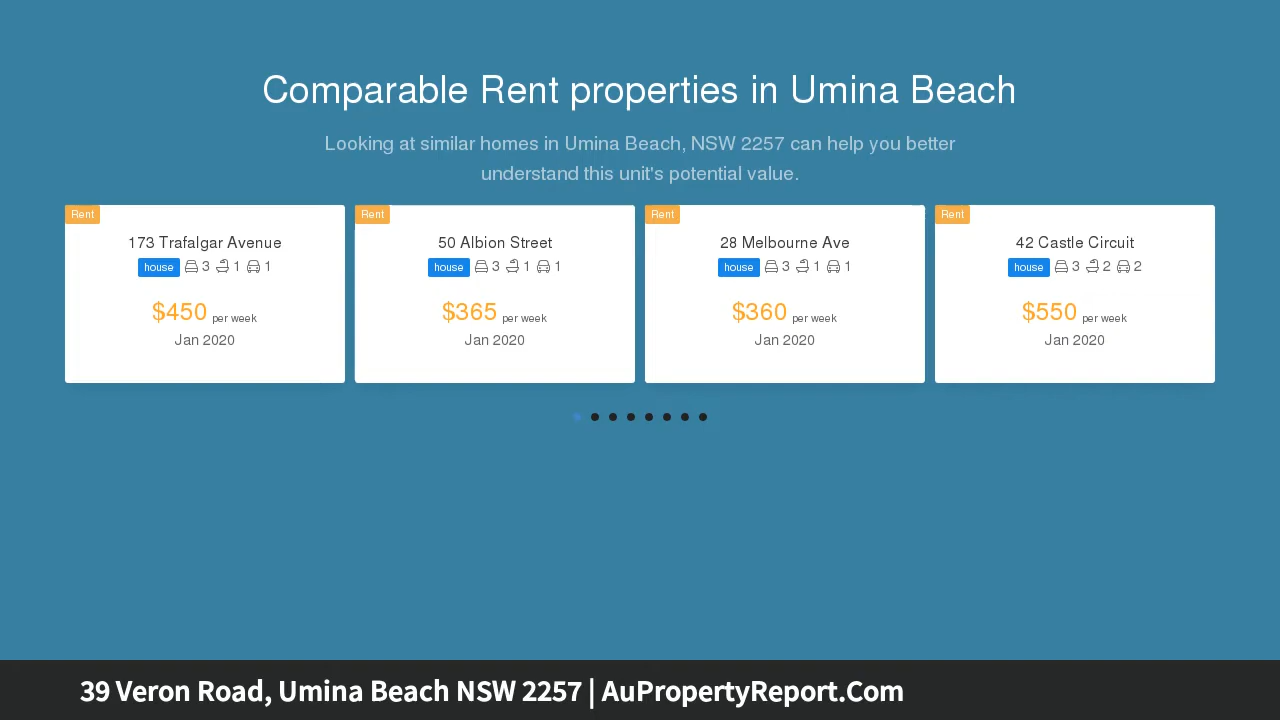 Comparable Rent properties in Umina Beach
Looking at similar homes in Umina Beach, NSW 2257 can help you better
understand this unit's potential value.
Rent
173 Trafalgar Avenue
house 3 1 1
$450 per week
Jan 2020
Rent
50 Albion Street
house 3 1 1
$365 per week
Jan 2020
Rent
28 Melbourne Ave
house 3 1 1
$360 per week
Jan 2020
Rent
42 Castle Circuit
house 3 2 2
$550 per week
Jan 2020
39 Veron Road, Umina Beach NSW 2257 | AuPropertyReport.Com